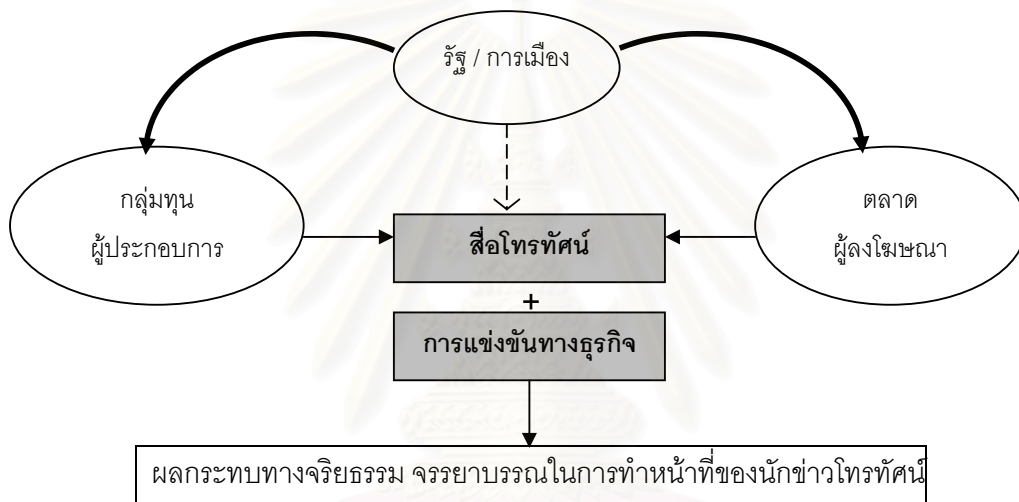 รัฐ / การเมือง
กลุ่มทุน
ผู้ประกอบการ
ตลาด
ผู้ลงโฆษณา
สื่อโทรทัศน์
+
การแข่งขันทางธุรกิจ
ผลกระทบทางจริยธรรม จรรยาบรรณในการทำหน้าที่ของนักข่าวโทรทัศน์